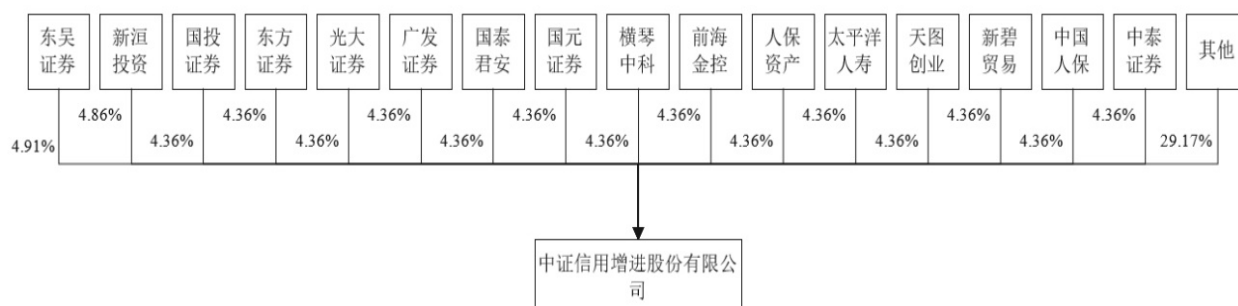 东吴
证券
新洹
投资
国投
证券
东方
证券
光大
证券
广发
证券
国泰
君安
国元
证券
横琴
中科
前海
金控
人保
资产
太平洋
人寿
天图
创业
新碧
贸易
中国
人保
中泰
证券
其他
4.91%
4.86%
4.36%
4.36%
4.36%
4.36%
4.36%
4.36%
4.36%
4.36%
4.36%
4.36%
4.36%
4.36%
4.36%
4.36%
29.17%
中证信用增进股份有限公
司